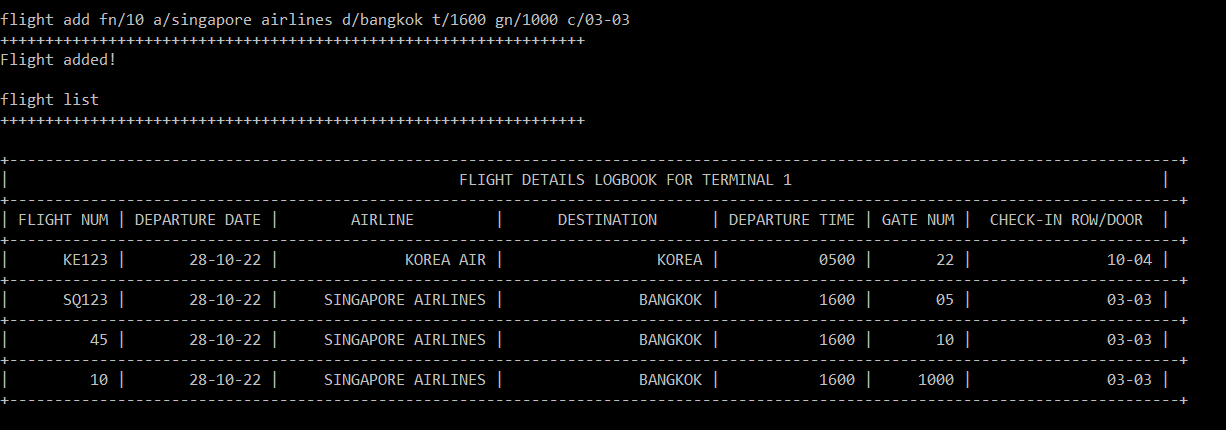 flight add fn/10 a/singapore airlines d/bangkok t/1600 gn/1000 c/03-03
+++++++++++++++++++++++++++++++++++++++++++++++++++++++++++++++++
Flight added!
flight list
+++++++++++++++++++++++++++++++++++++++++++++++++++++++++++++++++
+----------------------------------------------------------------------------------------------------------------------------------+
| FLIGHT DETAILS LOGBOOK FOR TERMINAL 1 |
+----------------------------------------------------------------------------------------------------------------------------------+
| FLIGHT NUM | DEPARTURE DATE | AIRLINE | DESTINATION | DEPARTURE TIME | GATE NUM | CHECK-IN ROW/DOOR |
+----------------------------------------------------------------------------------------------------------------------------------+
| KE123 | 28-10-22 | KOREA AIR | KOREA | 0500 | 22 | 10-04 |
+----------------------------------------------------------------------------------------------------------------------------------+
| SQ123 | 28-10-22 | SINGAPORE AIRLINES | BANGKOK | 1600 | 05 | 03-03 |
+----------------------------------------------------------------------------------------------------------------------------------+
| 45 | 28-10-22 | SINGAPORE AIRLINES | BANGKOK | 1600 | 10 | 03-03 |
+----------------------------------------------------------------------------------------------------------------------------------+
| 10 | 28-10-22 | SINGAPORE AIRLINES | BANGKOK | 1600 | 1000 | 03-03 |
+----------------------------------------------------------------------------------------------------------------------------------+